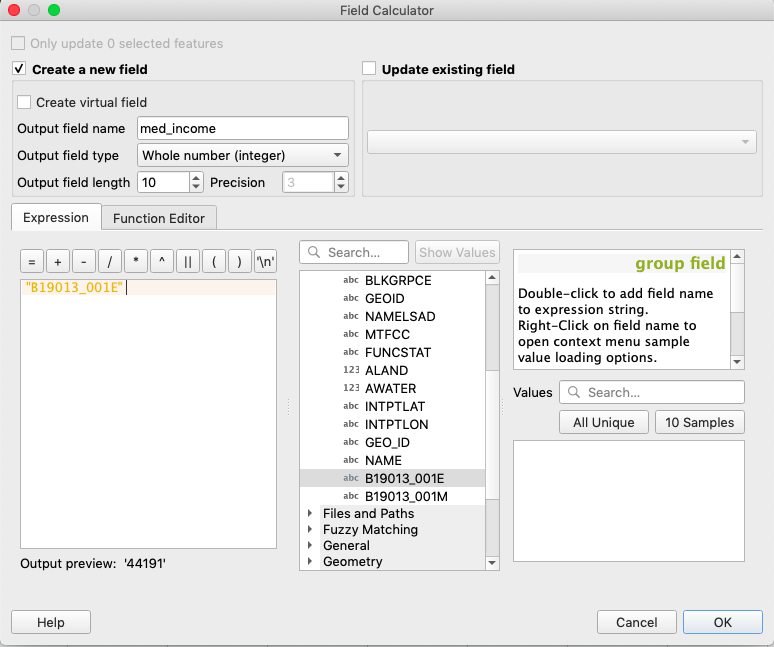 Field Calculator
Only update 0 selected features
Create a new field
Update existing field
Create virtual field
Output field name med_income
Output field type Whole number (integer)
Output field length 10 Precision 3
Expression Function Editor
= + - / * ^ || ( ) '\n'
Search... Show Values
"B19013_001E"
abc BLKGRPCE
abc GEOID
abc NAMELSAD
abc MTFCC
abc FUNCSTAT
123 ALAND
123 AWATER
abc INTPTLAT
abc INTPTLON
abc GEO_ID
abc NAME
abc B19013_001E
abc B19013_001M
Files and Paths
Fuzzy Matching
General
Geometry
group field
Double-click to add field name
to expression string.
Right-Click on field name to
open context menu sample
value loading options.
Values Search...
All Unique 10 Samples
Output preview: '44191'
Help Cancel OK